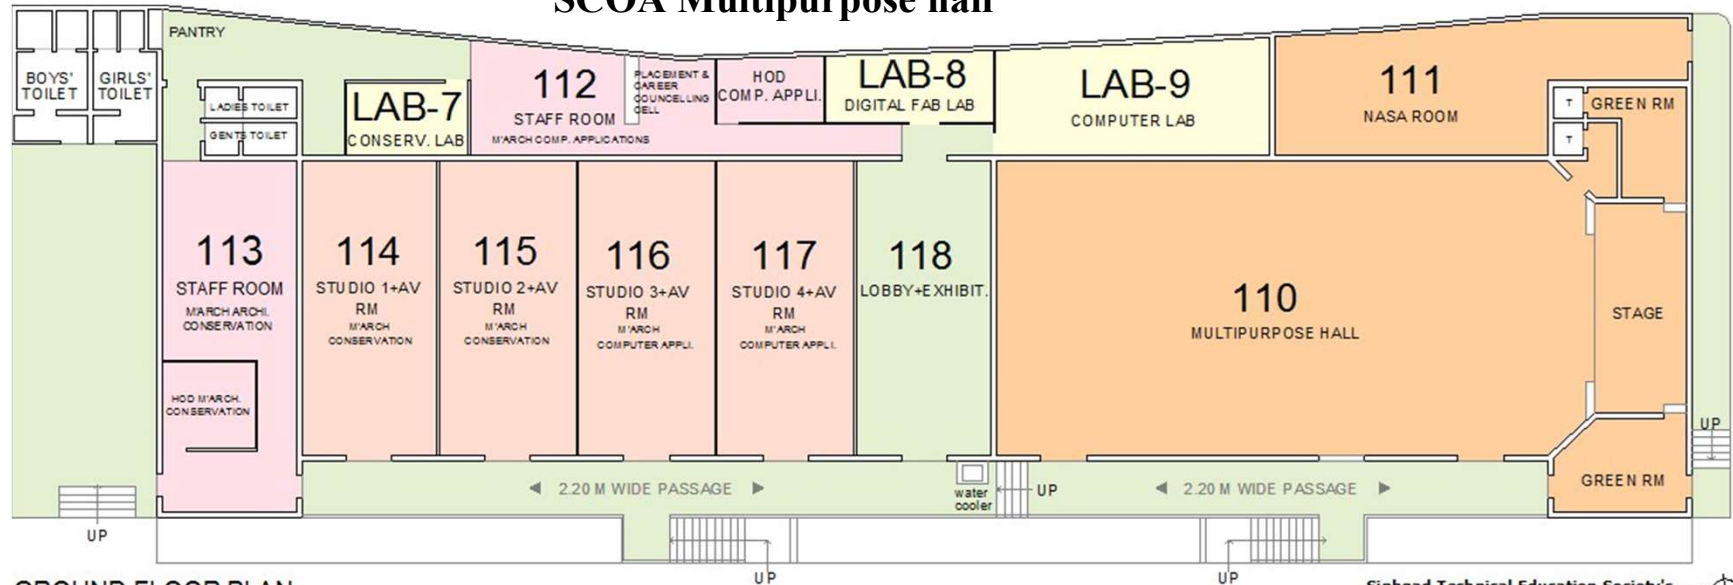 SCOA Multipurpose hall
PANTRY
BOYS'
TOILET
GIRLS'
TOILET
LADIES TOILET
GENTS TOILET
LAB-7
CONSERV. LAB
112
STAFF ROOM
M'ARCH COMP. APPLICATIONS
PLACEMENT &
CAREER
COUNCELLING
CELL
HOD
COMP. APPLI.
LAB-8
DIGITAL FAB LAB
LAB-9
COMPUTER LAB
111
NASA ROOM
T
T
GREEN RM
113
STAFF ROOM
M'ARCH ARCHI.
CONSERVATION
HOD M'ARCH.
CONSERVATION
114
STUDIO 1+AV
RM
M'ARCH
CONSERVATION
115
STUDIO 2+AV
RM
M'ARCH
CONSERVATION
116
STUDIO 3+AV
RM
M'ARCH
COMPUTER APPLI.
117
STUDIO 4+AV
RM
M'ARCH
COMPUTER APPLI.
118
LOBBY+EXHIBIT.
110
MULTIPURPOSE HALL
STAGE
UP
GREEN RM
2.20 M WIDE PASSAGE
water
cooler
UP
2.20 M WIDE PASSAGE
UP
UP
UP
GROUND FLOOR PLAN
Sinhgad Technical Education Society's